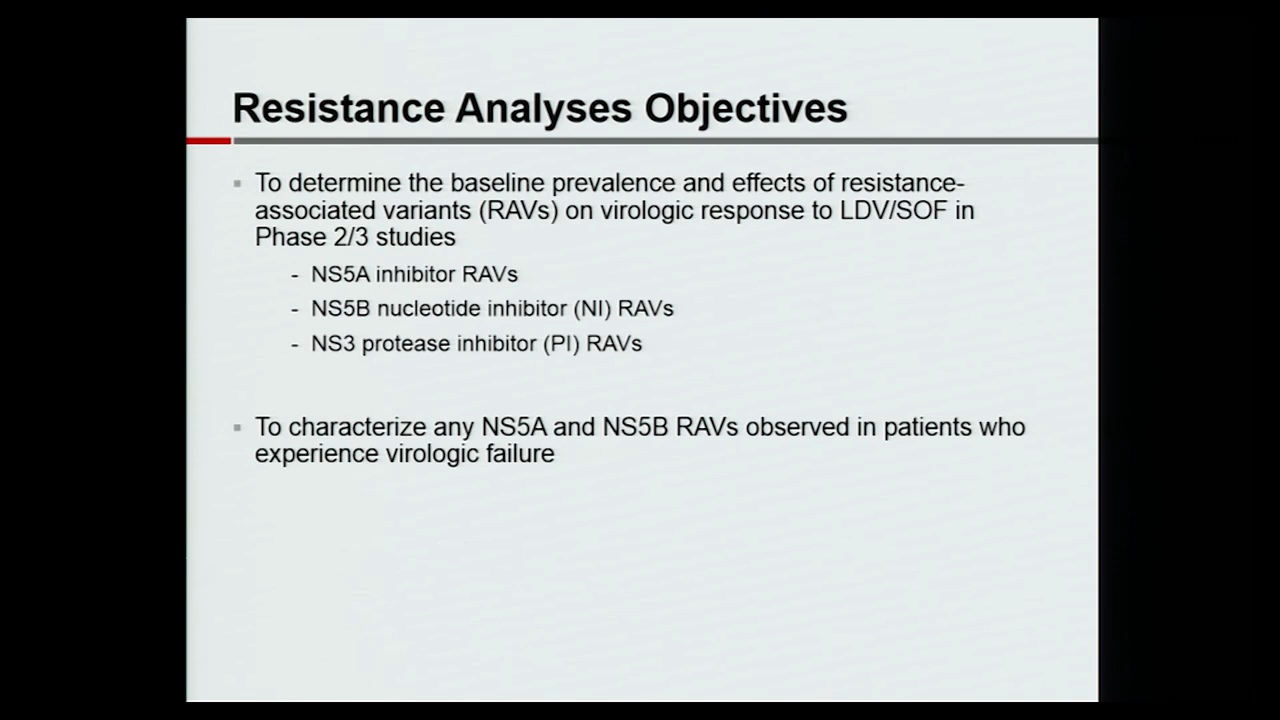 Resistance Analyses Objectives
To determine the baseline prevalence and effects of resistance-
associated variants (RAVs) on virologic response to LDV/SOF in
Phase 2/3 studies
- NS5A inhibitor RAVs
- NS5B nucleotide inhibitor (NI) RAVs
- NS3 protease inhibitor (PI) RAVs
To characterize any NS5A and NS5B RAVs observed in patients who
experience virologic failure